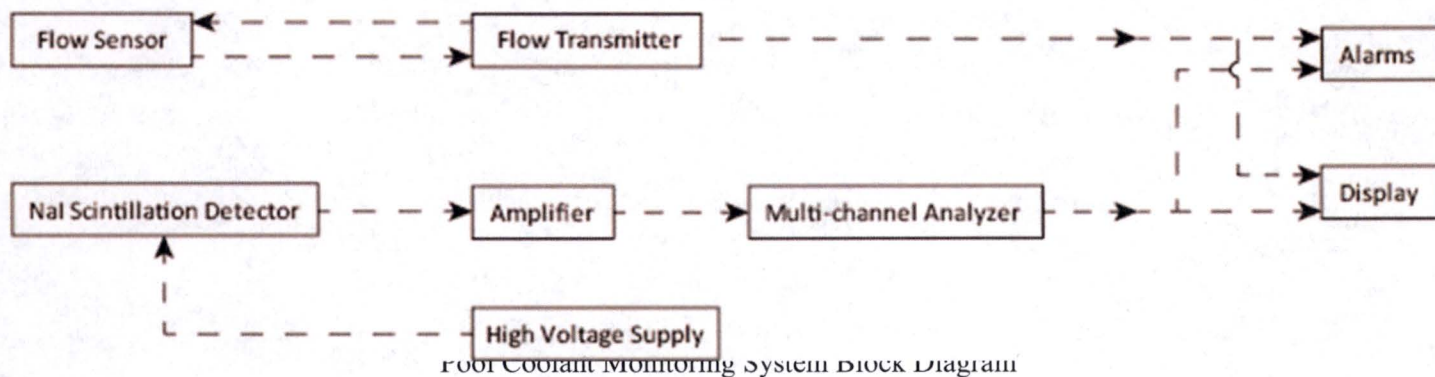 Flow Sensor
Flow Transmitter
Alarms
NaI Scintillation Detector
Amplifier
Multi-channel Analyzer
Display
High Voltage Supply
Pool Coolant Monitoring System Block Diagram